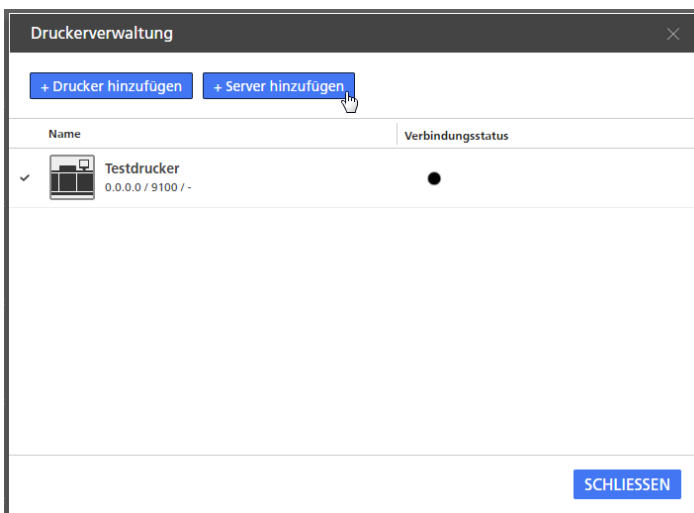 Druckerverwaltung
+ Drucker hinzufügen
+ Server hinzufügen
Name
Verbindungsstatus
Testdrucker
0.0.0.0 / 9100 / -
SCHLIESSEN